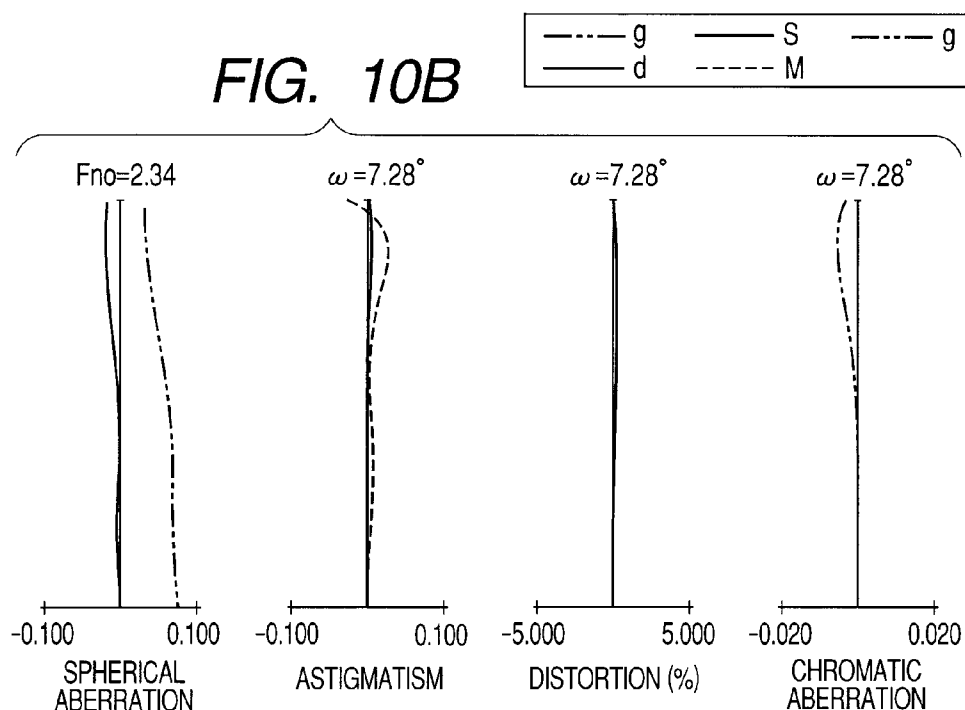 g S g
d M
FIG. 10B
Fno=2.34 ω=7.28° ω=7.28° ω=7.28°
-0.100 0.100 -0.100 0.100 -5.000 5.000 -0.020 0.020
SPHERICAL ABERRATION
ASTIGMATISM
DISTORTION (%)
CHROMATIC ABERRATION